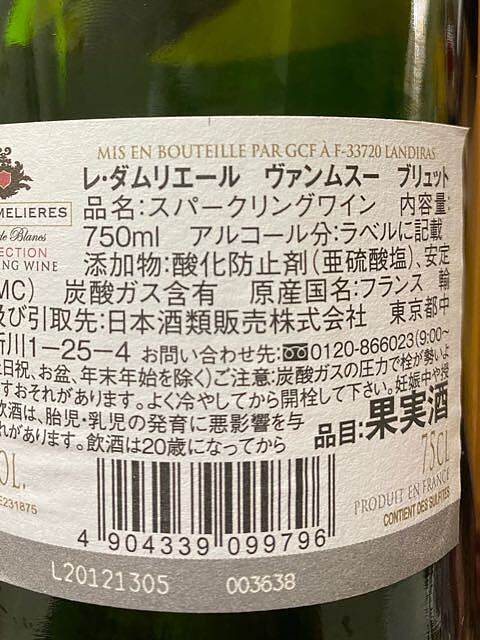 MIS EN BOUTEILLE PAR GCF À F-33720 LANDIRAS
レ・ダムリエール ヴァンムスー ブリュット
MELIERES
品名:スパークリングワイン 内容量:
de Blancs
750ml アルコール分:ラベルに記載
ECTION
添加物:酸化防止剤(亜硫酸塩)、安定
NG WINE
MC) 炭酸ガス含有 原産国名:フランス 輸
及び引取先:日本酒類販売株式会社 東京都中
新川1-25-4 お問い合わせ先:0120-866023(9:00~
土日祝、お盆、年末年始を除く)ご注意:炭酸ガスの圧力で栓が勢いよ
すおそれがあります。よく冷やしてから開栓して下さい。妊娠中や授
飲酒は、胎児・乳児の発育に悪影響を与
れがあります。飲酒は20歳になってから
品目:果実酒
OL.
75CL
E231875
PRODUIT EN FRANCE
CONTIENT DES SULFITES
4 904339 099796
L20121305 003638